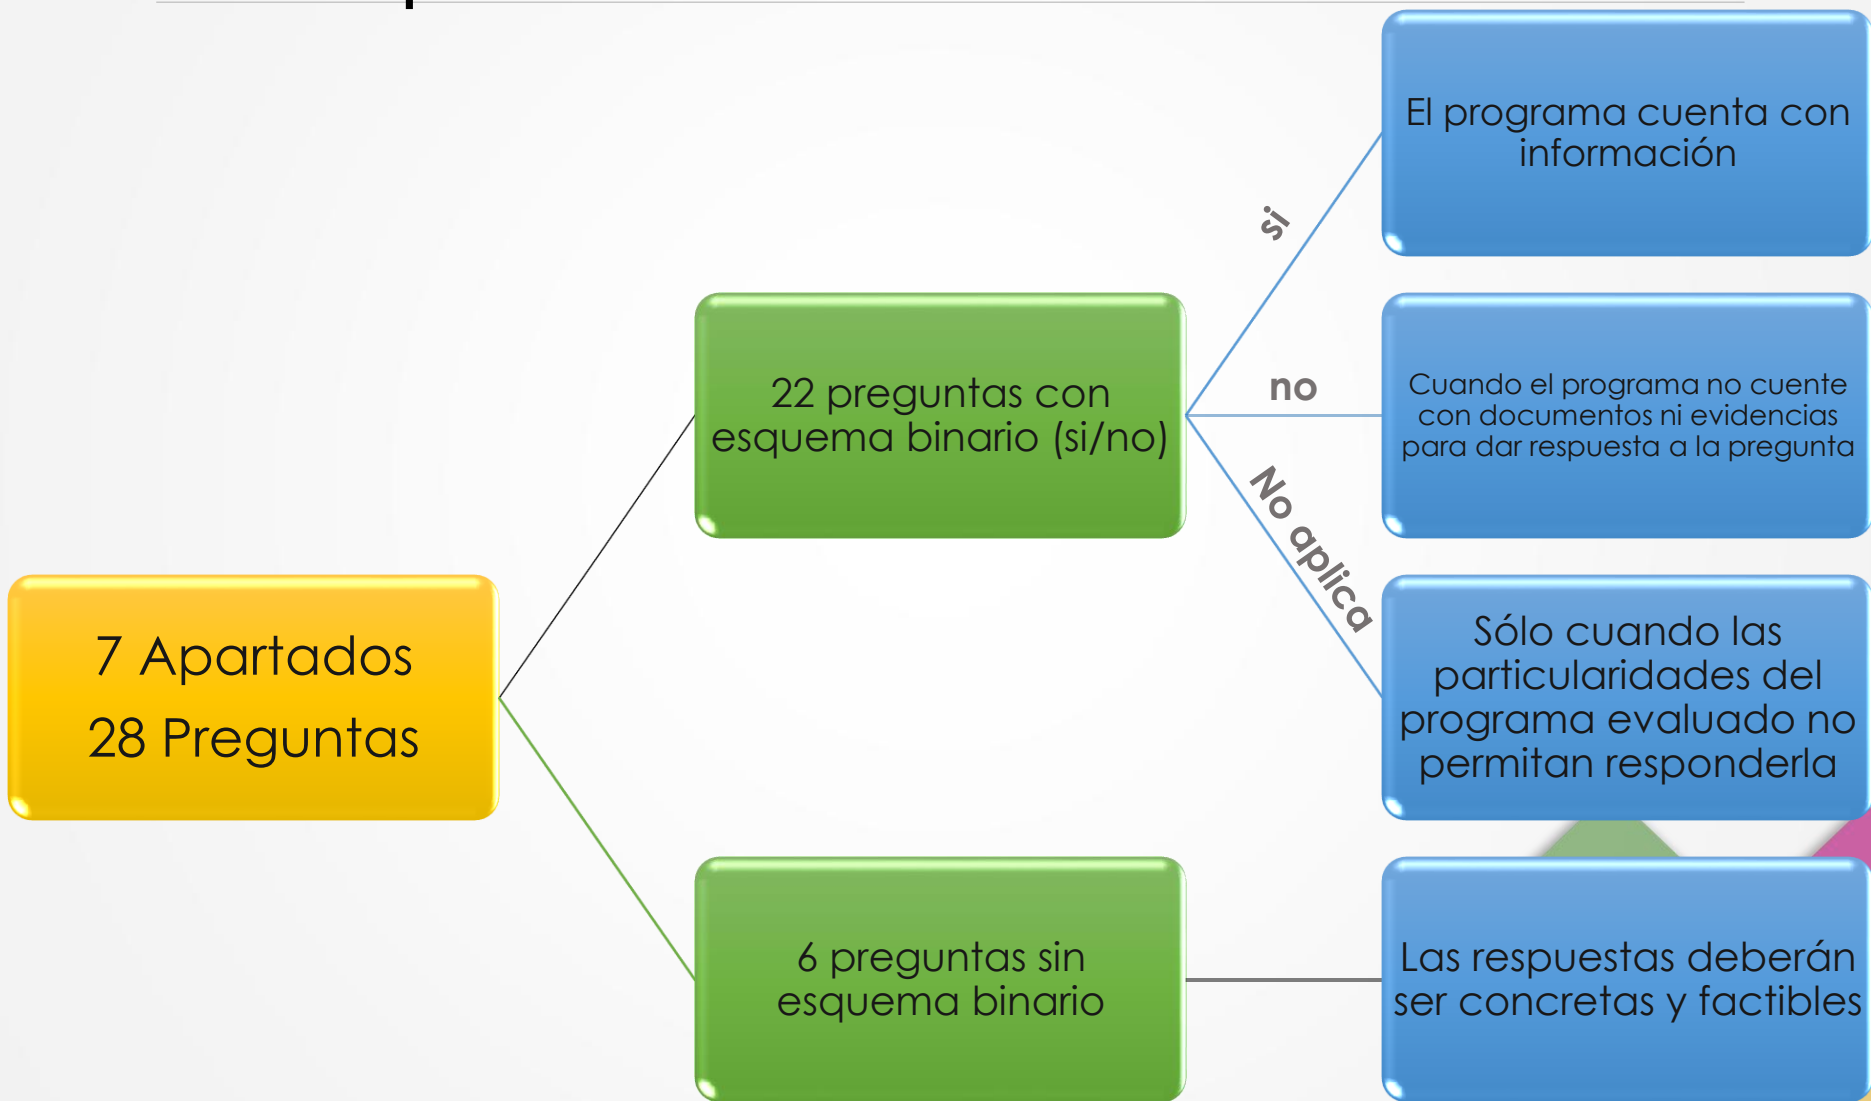 7 Apartados
28 Preguntas
22 preguntas con
esquema binario (si/no)
si
El programa cuenta con
información
no
Cuando el programa no cuente
con documentos ni evidencias
para dar respuesta a la pregunta
No aplica
Sólo cuando las
particularidades del
programa evaluado no
permitan responderla
6 preguntas sin
esquema binario
Las respuestas deberán
ser concretas y factibles